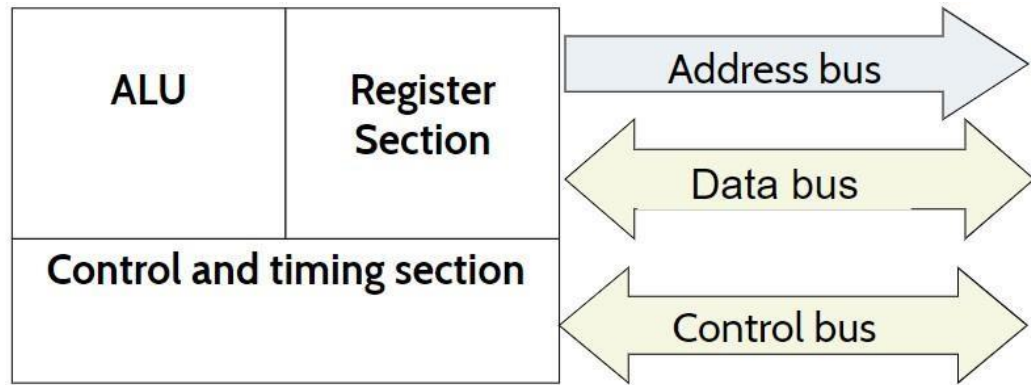 ALU
Register
Section
Control and timing section
Address bus
Data bus
Control bus